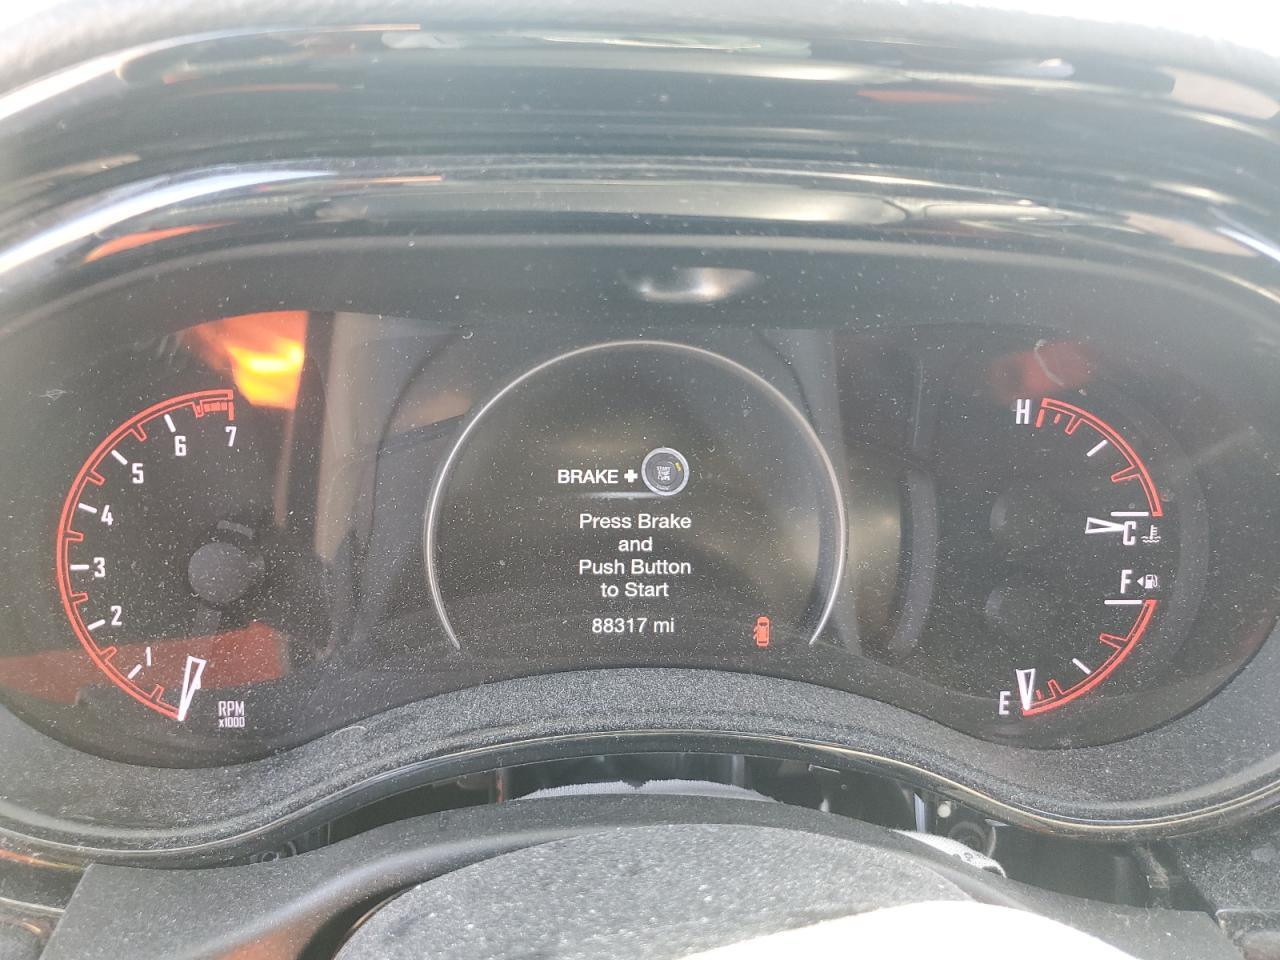 BRAKE +
Press Brake
and
Push Button
to Start
88317 mi
7
6
5
4
3
2
1
RPM
x1000
H
C
F
E